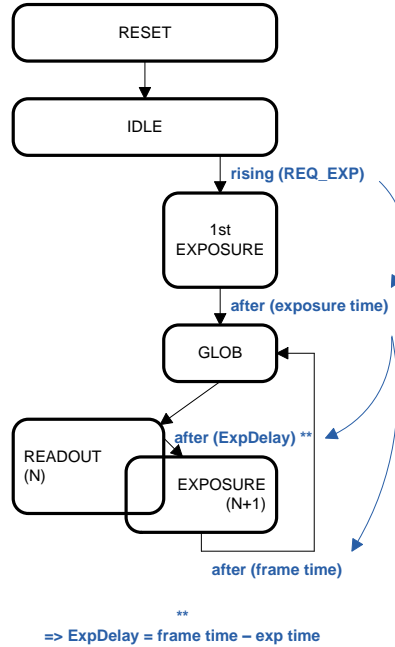 RESET
IDLE
rising (REQ_EXP)
1st
EXPOSURE
after (exposure time)
GLOB
after (ExpDelay) **
READOUT
(N)
EXPOSURE
(N+1)
after (frame time)
**
=> ExpDelay = frame time – exp time